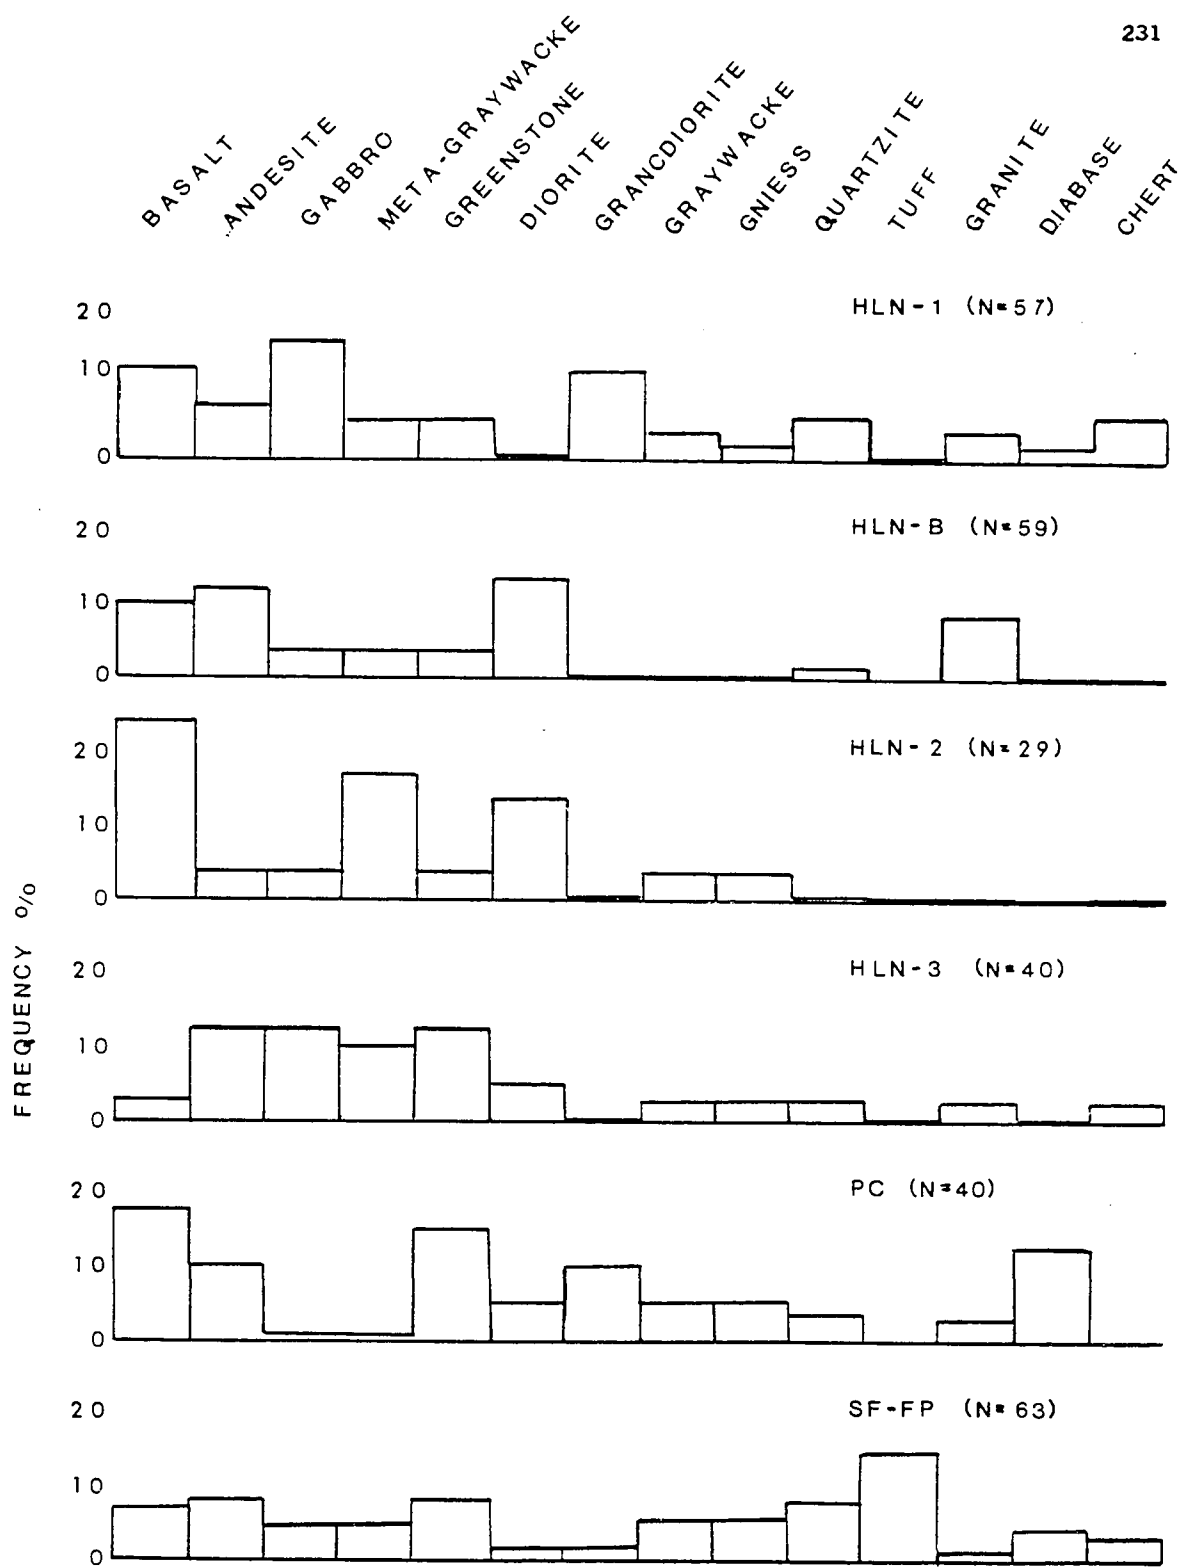 231
BASALT
ANDESITE
GABBRO
META-GRAYWACKE
GREENSTONE
DIORITE
GRANCDIORITE
GRAYWACKE
GNIESS
QUARTZITE
TUFF
GRANITE
DIABASE
CHERT
FREQUENCY %
HLN-1 (N=57)
20
10
0
HLN-B (N=59)
20
10
0
HLN-2 (N=29)
20
10
0
HLN-3 (N=40)
20
10
0
PC (N=40)
20
10
0
SF-FP (N=63)
20
10
0